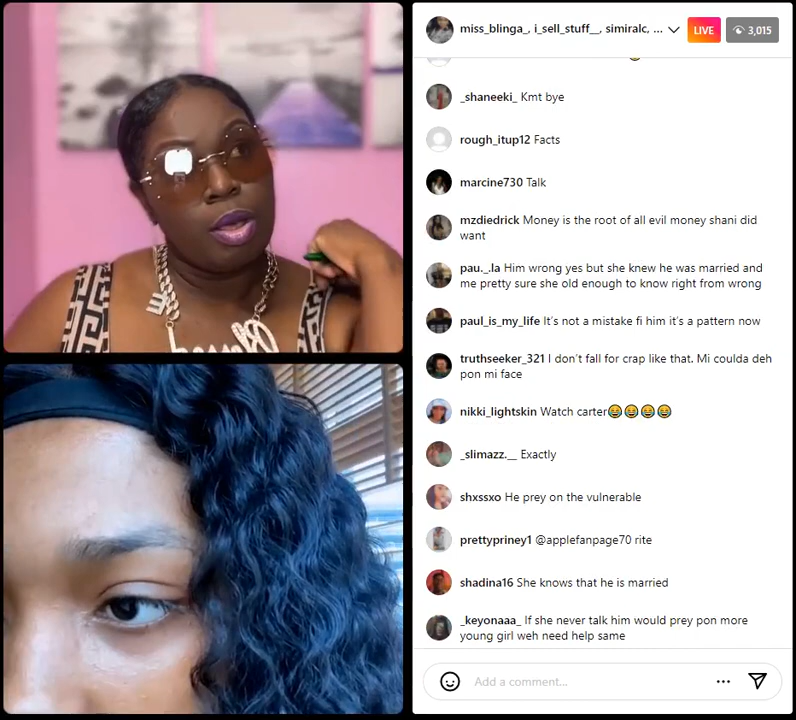 miss_blinga_, i_sell_stuff__, simiralc, ...
LIVE
3,015
_shaneeki_ Kmt bye
rough_itup12 Facts
marcine730 Talk
mzdiedrick Money is the root of all evil money shani did
want
pau._.la Him wrong yes but she knew he was married and
me pretty sure she old enough to know right from wrong
paul_is_my_life It's not a mistake fi him it's a pattern now
truthseeker_321 I don't fall for crap like that. Mi coulda deh
pon mi face
nikki_lightskin Watch carter😂😂😂😂
_slimazz.__ Exactly
shxssxo He prey on the vulnerable
prettypriney1 @applefanpage70 rite
shadina16 She knows that he is married
_keyonaaa_ If she never talk him would prey pon more
young girl weh need help same
Add a comment...